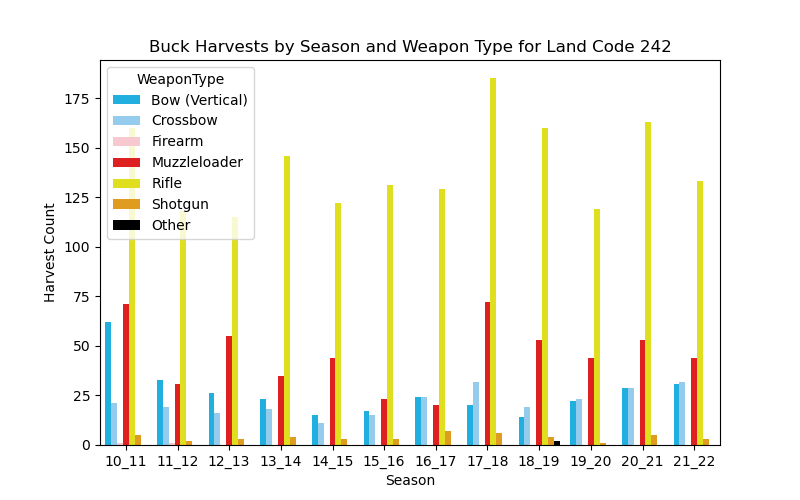 Buck Harvests by Season and Weapon Type for Land Code 242
WeaponType
Bow (Vertical)
Crossbow
Firearm
Muzzleloader
Rifle
Shotgun
Other
Harvest Count
175
150
125
100
75
50
25
0
10_11 11_12 12_13 13_14 14_15 15_16 16_17 17_18 18_19 19_20 20_21 21_22
Season